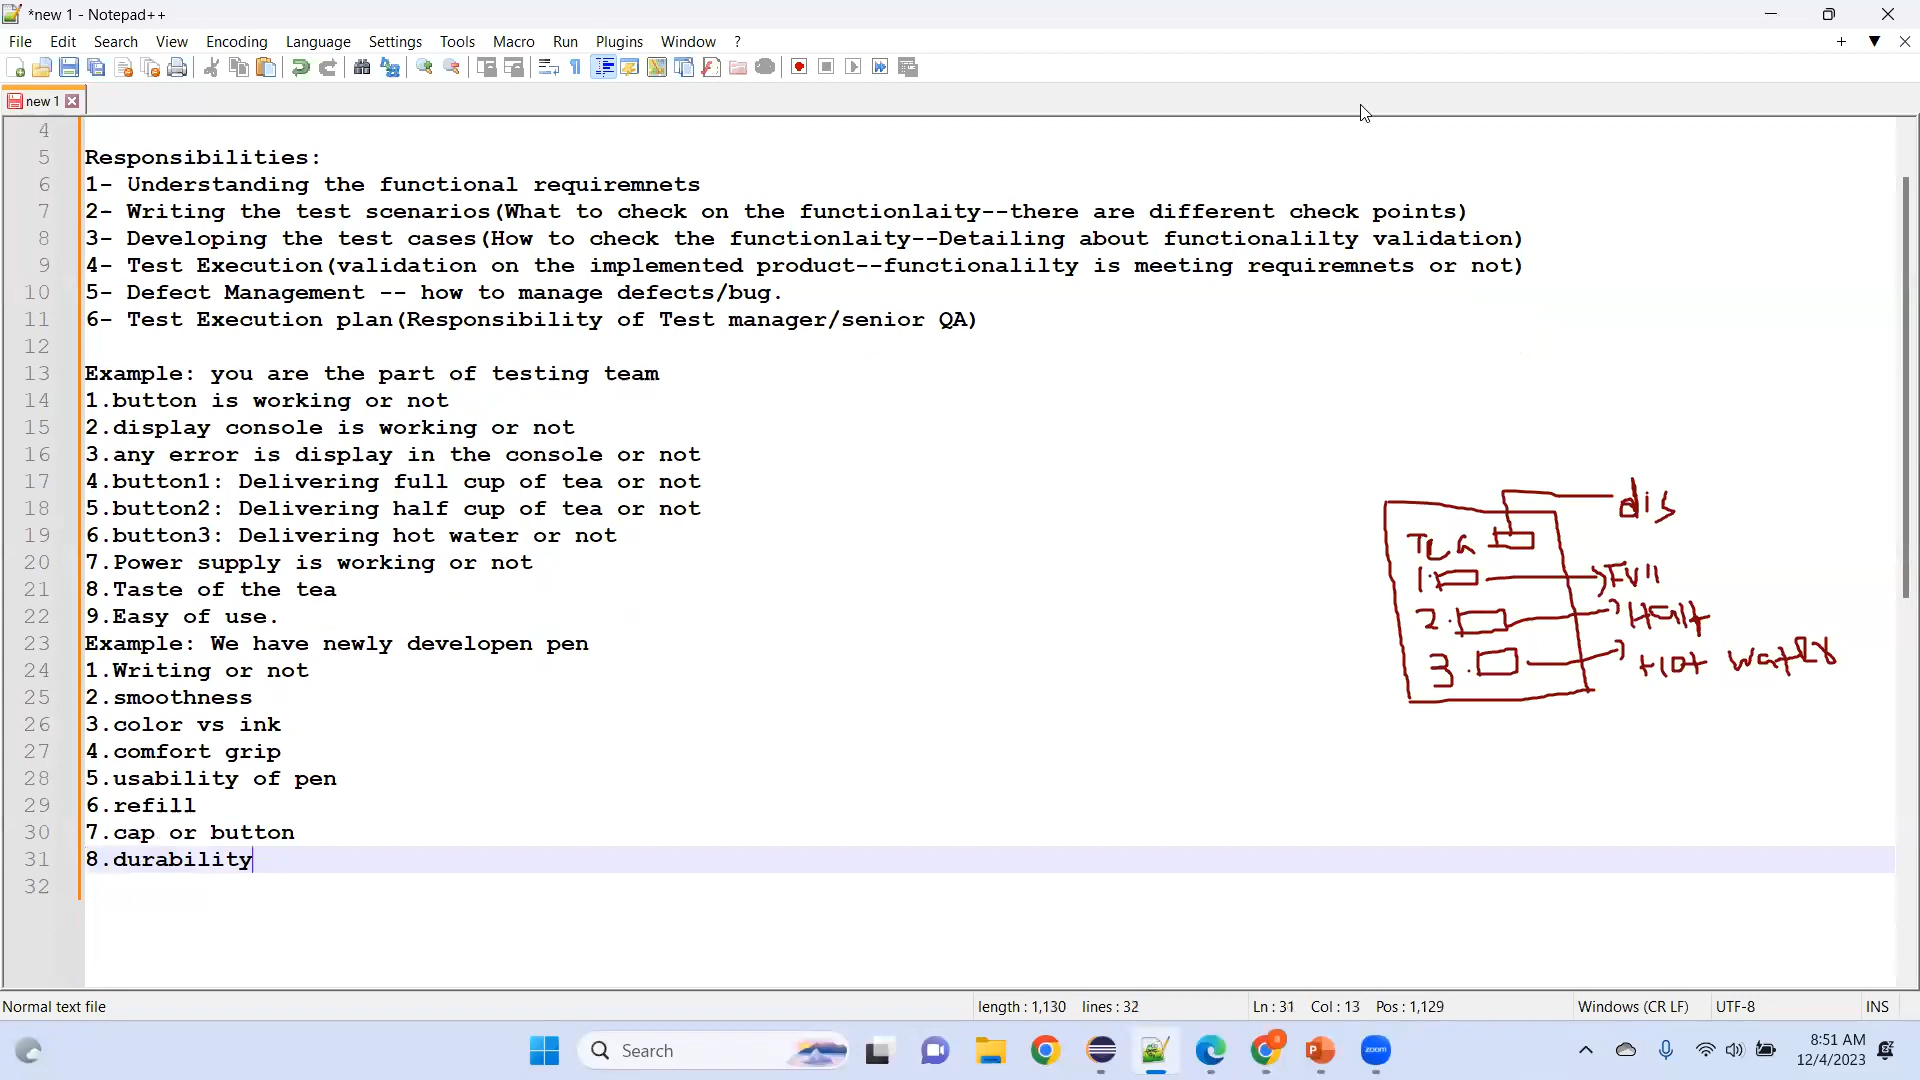 *new 1 - Notepad++
File Edit Search View Encoding Language Settings Tools Macro Run Plugins Window ?
new 1
4
5 Responsibilities:
6 1- Understanding the functional requiremnets
7 2- Writing the test scenarios(What to check on the functionlaity--there are different check points)
8 3- Developing the test cases(How to check the functionlaity--Detailing about functionalilty validation)
9 4- Test Execution(validation on the implemented product--functionalilty is meeting requiremnets or not)
10 5- Defect Management -- how to manage defects/bug.
11 6- Test Execution plan(Responsibility of Test manager/senior QA)
12
13 Example: you are the part of testing team
14 1.button is working or not
15 2.display console is working or not
16 3.any error is display in the console or not
17 4.button1: Delivering full cup of tea or not
18 5.button2: Delivering half cup of tea or not
19 6.button3: Delivering hot water or not
20 7.Power supply is working or not
21 8.Taste of the tea
22 9.Easy of use.
23 Example: We have newly developen pen
24 1.Writing or not
25 2.smoothness
26 3.color vs ink
27 4.comfort grip
28 5.usability of pen
29 6.refill
30 7.cap or button
31 8.durability
32
dis
Tea
1. Full
2. Half
3. Hot water
Normal text file length : 1,130 lines : 32 Ln : 31 Col : 13 Pos : 1,129 Windows (CR LF) UTF-8 INS
Search
zoom
8:51 AM
12/4/2023